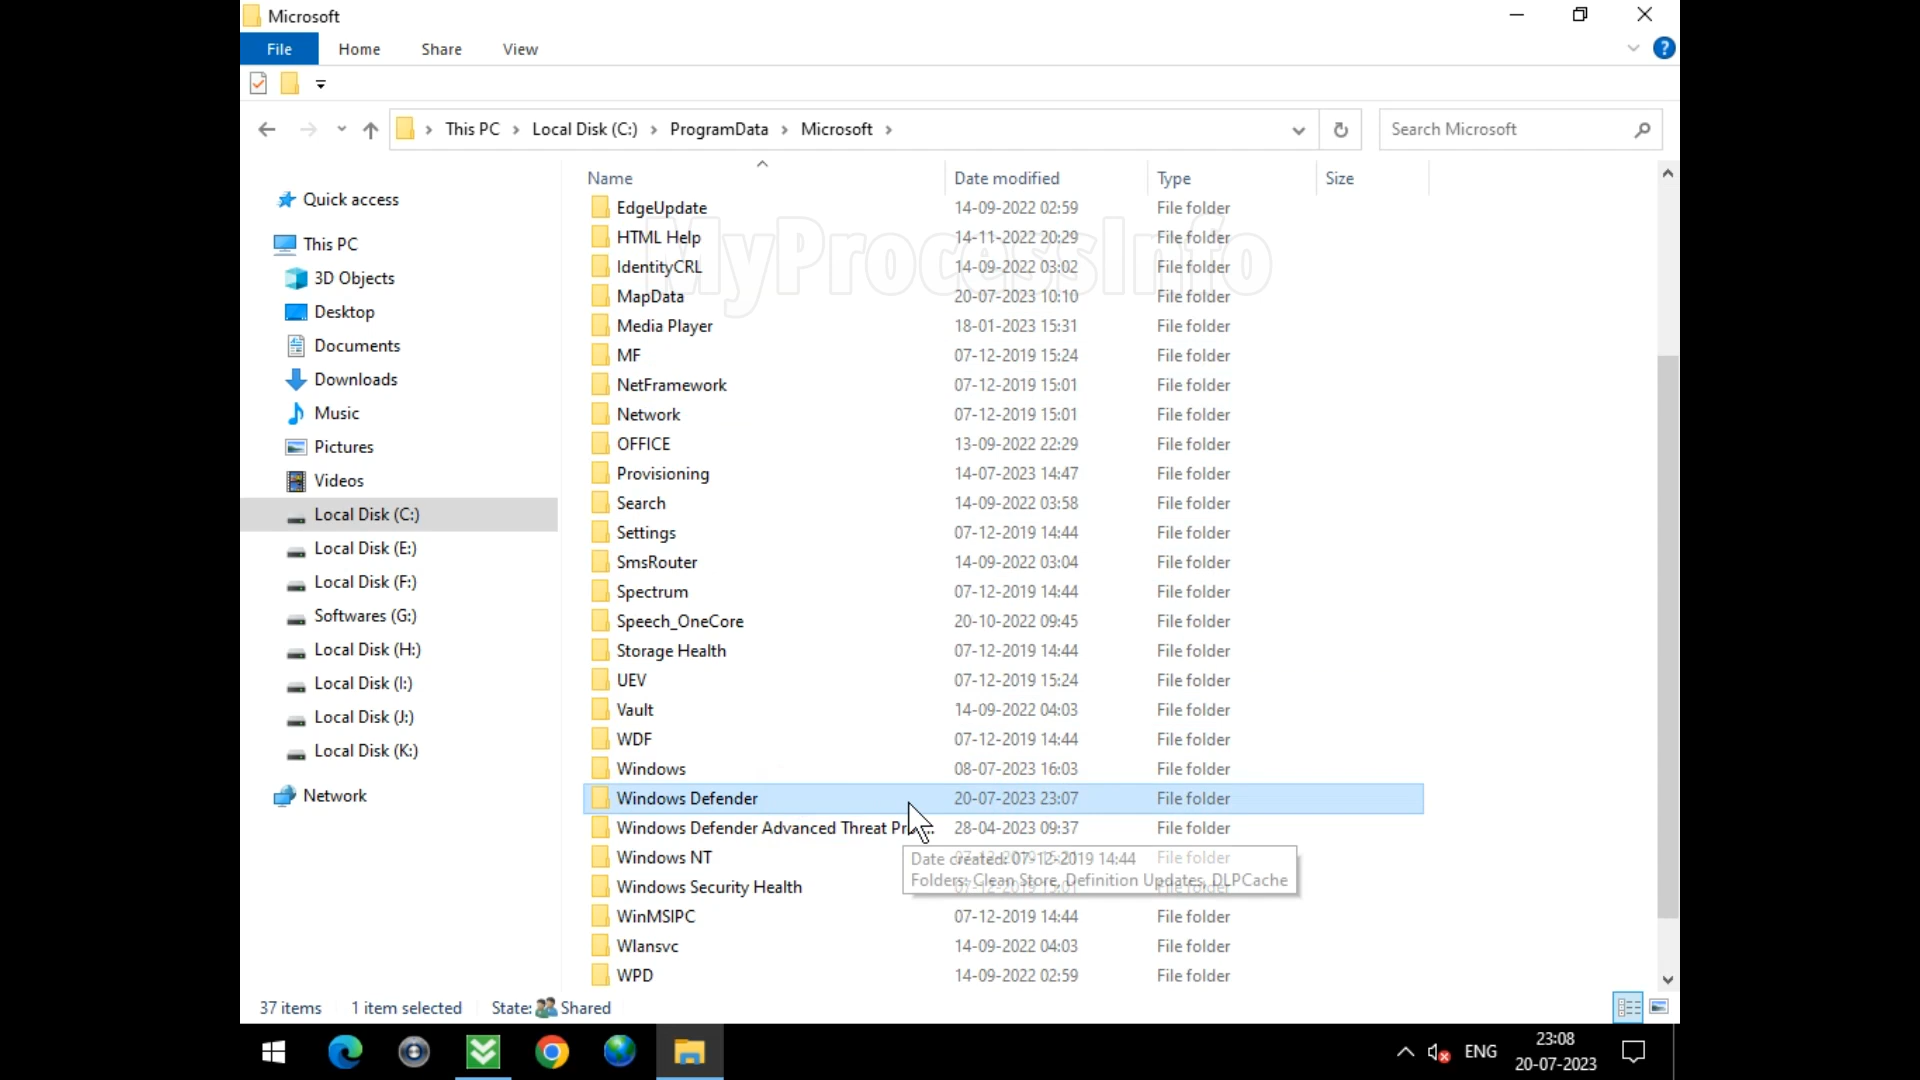 Microsoft
File Home Share View
This PC Local Disk (C:) ProgramData Microsoft
Search Microsoft
Quick access
This PC
3D Objects
Desktop
Documents
Downloads
Music
Pictures
Videos
Local Disk (C:)
Local Disk (E:)
Local Disk (F:)
Softwares (G:)
Local Disk (H:)
Local Disk (I:)
Local Disk (J:)
Local Disk (K:)
Network
Name Date modified Type Size
EdgeUpdate 14-09-2022 02:59 File folder
HTML Help 14-11-2022 20:29 File folder
IdentityCRL 14-09-2022 03:02 File folder
MyProcessInfo
MapData 20-07-2023 10:10 File folder
Media Player 18-01-2023 15:31 File folder
MF 07-12-2019 15:24 File folder
NetFramework 07-12-2019 15:01 File folder
Network 07-12-2019 15:01 File folder
OFFICE 13-09-2022 22:29 File folder
Provisioning 14-07-2023 14:47 File folder
Search 14-09-2022 03:58 File folder
Settings 07-12-2019 14:44 File folder
SmsRouter 14-09-2022 03:04 File folder
Spectrum 07-12-2019 14:44 File folder
Speech_OneCore 20-10-2022 09:45 File folder
Storage Health 07-12-2019 14:44 File folder
UEV 07-12-2019 15:24 File folder
Vault 14-09-2022 04:03 File folder
WDF 07-12-2019 14:44 File folder
Windows 08-07-2023 16:03 File folder
Windows Defender 20-07-2023 23:07 File folder
Windows Defender Advanced Threat 28-04-2023 09:37 File folder
Windows NT File folder
Date created: 07-12-2019 14:44
Folders: Clean Store, Definition Updates, DLPCache
Windows Security Health
WinMSIPC 07-12-2019 14:44 File folder
Wlansvc 14-09-2022 04:03 File folder
WPD 14-09-2022 02:59 File folder
37 items 1 item selected State: Shared
ENG
23:08
20-07-2023